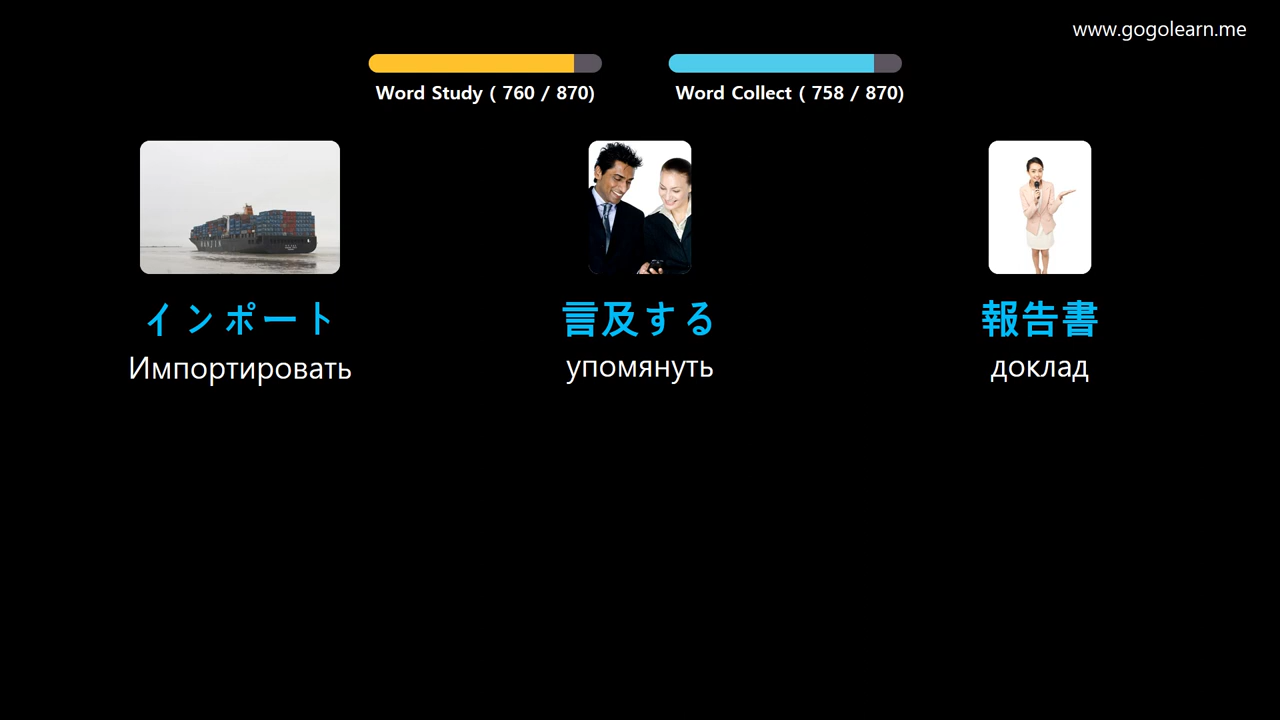 www.gogolearn.me
Word Study ( 760 / 870)
Word Collect ( 758 / 870)
インポート
言及する
報告書
Импортировать
упомянуть
доклад